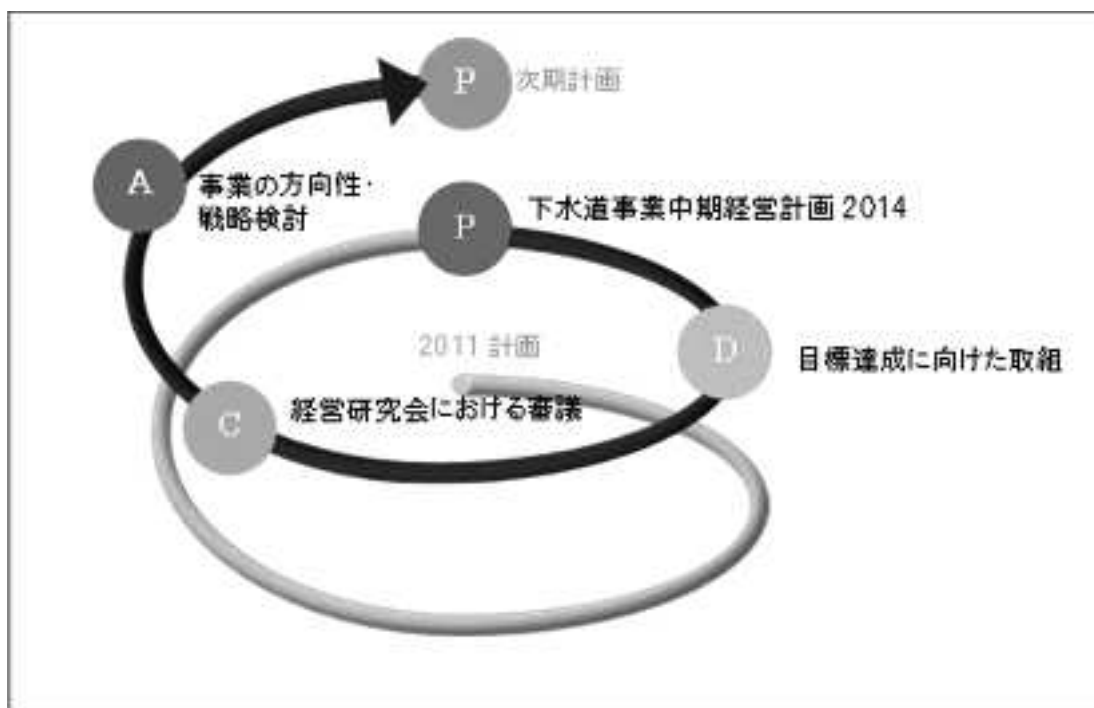 P 次期計画
A 事業の方向性・
戦略検討
P 下水道事業中期経営計画 2014
2011 計画
D 目標達成に向けた取組
C 経営研究会における審議